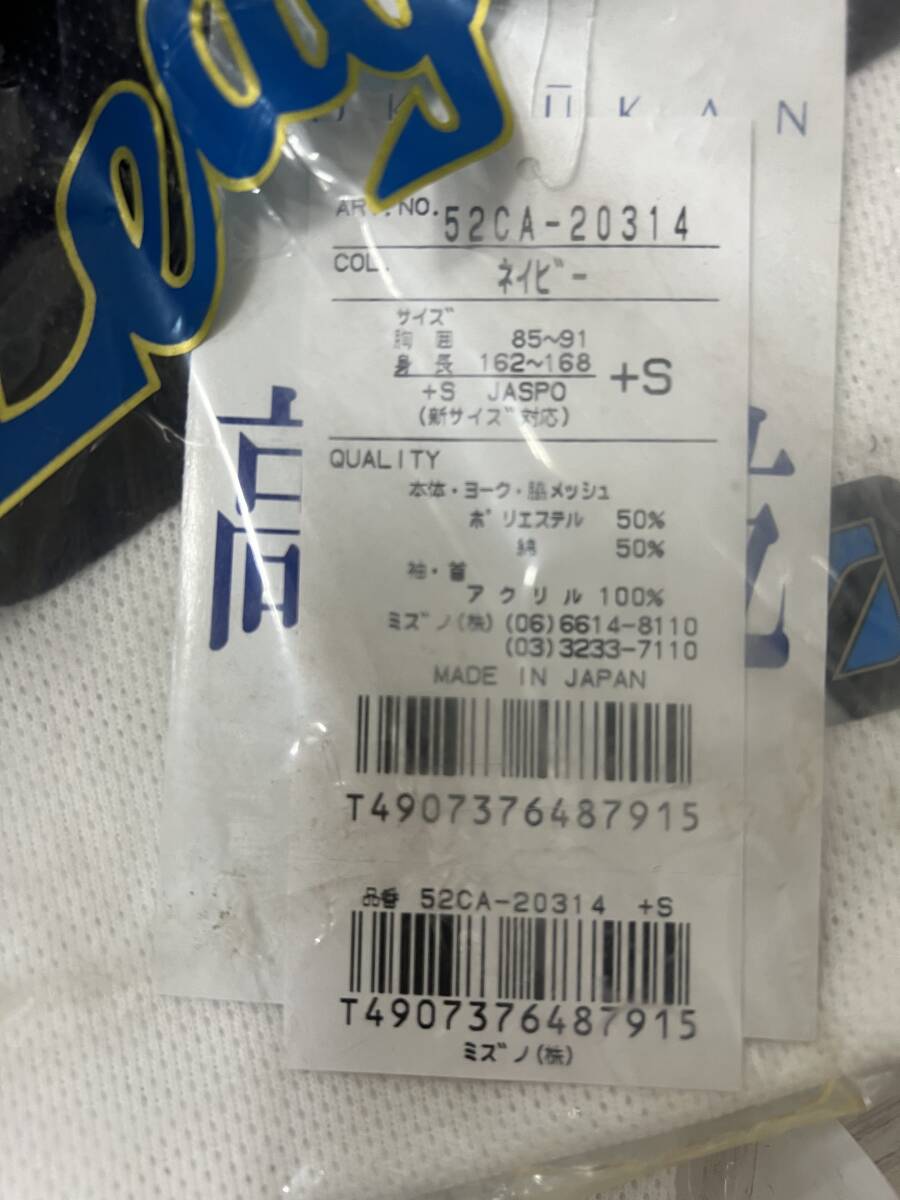 ŪKAN
ART.NO. 52CA-20314
COL. ネイビー
サイズ
胸 囲 85~91
身 長 162~168 +S
+S JASPO
(新サイズ対応)
QUALITY
本体・ヨーク・脇メッシュ
ポリエステル 50%
綿 50%
袖・首
アクリル 100%
ミズノ(株) (06)6614-8110
(03)3233-7110
MADE IN JAPAN
T4907376487915
品番 52CA-20314 +S
T4907376487915
ミズノ(株)
高